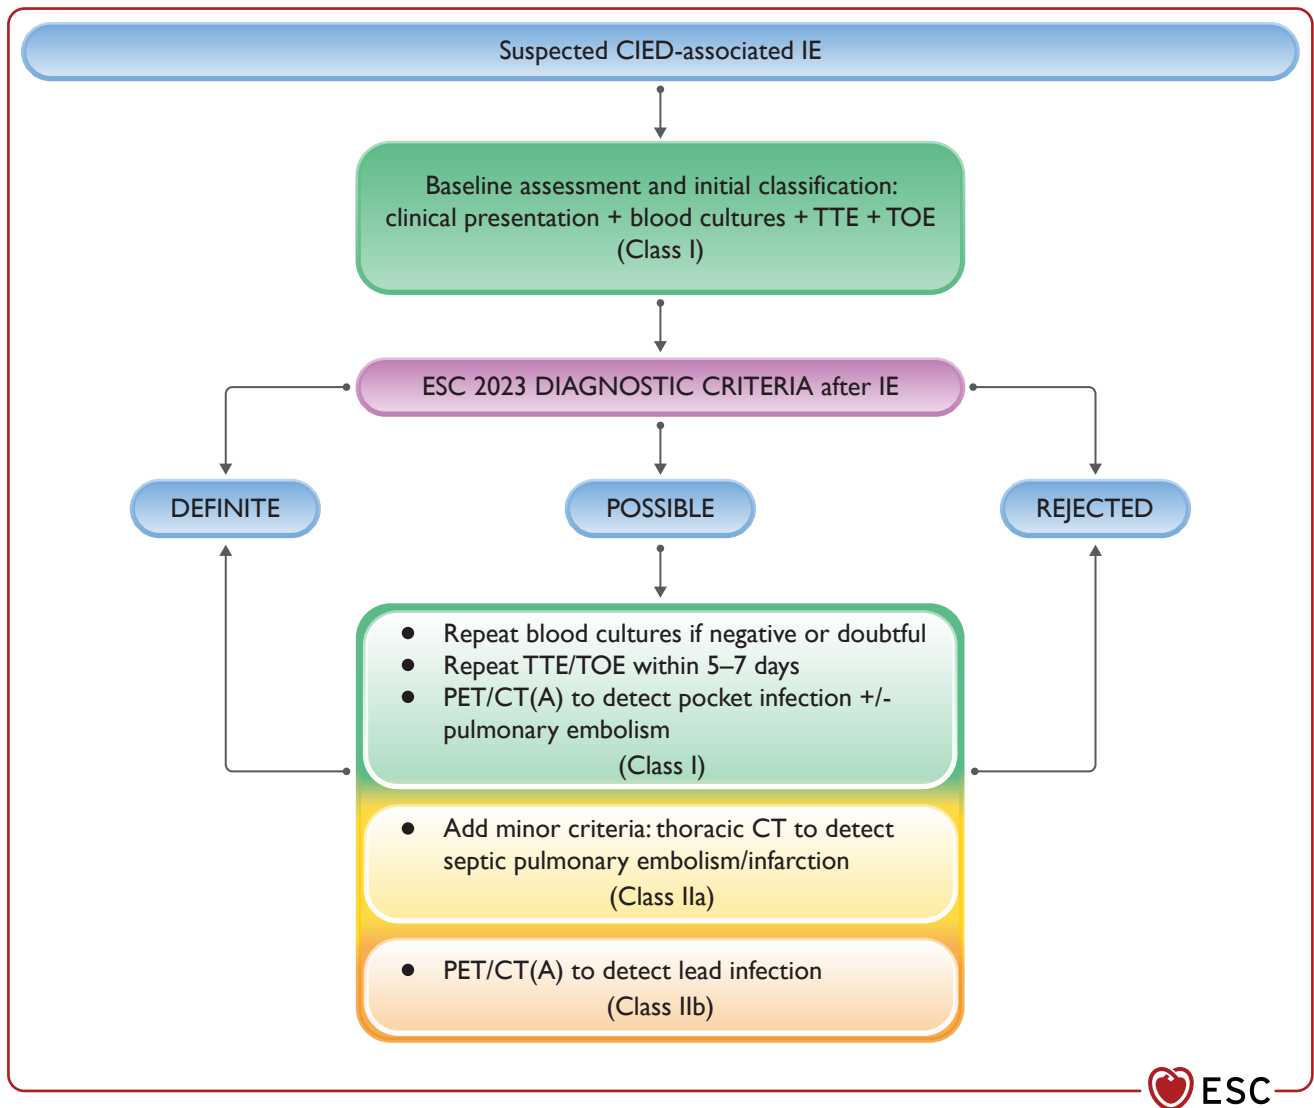 Suspected CIED-associated IE
Baseline assessment and initial classification:
clinical presentation + blood cultures + TTE + TOE
(Class I)
ESC 2023 DIAGNOSTIC CRITERIA after IE
DEFINITE
POSSIBLE
REJECTED
● Repeat blood cultures if negative or doubtful
● Repeat TTE/TOE within 5–7 days
● PET/CT(A) to detect pocket infection +/-
pulmonary embolism
(Class I)
● Add minor criteria: thoracic CT to detect
septic pulmonary embolism/infarction
(Class IIa)
● PET/CT(A) to detect lead infection
(Class IIb)
ESC